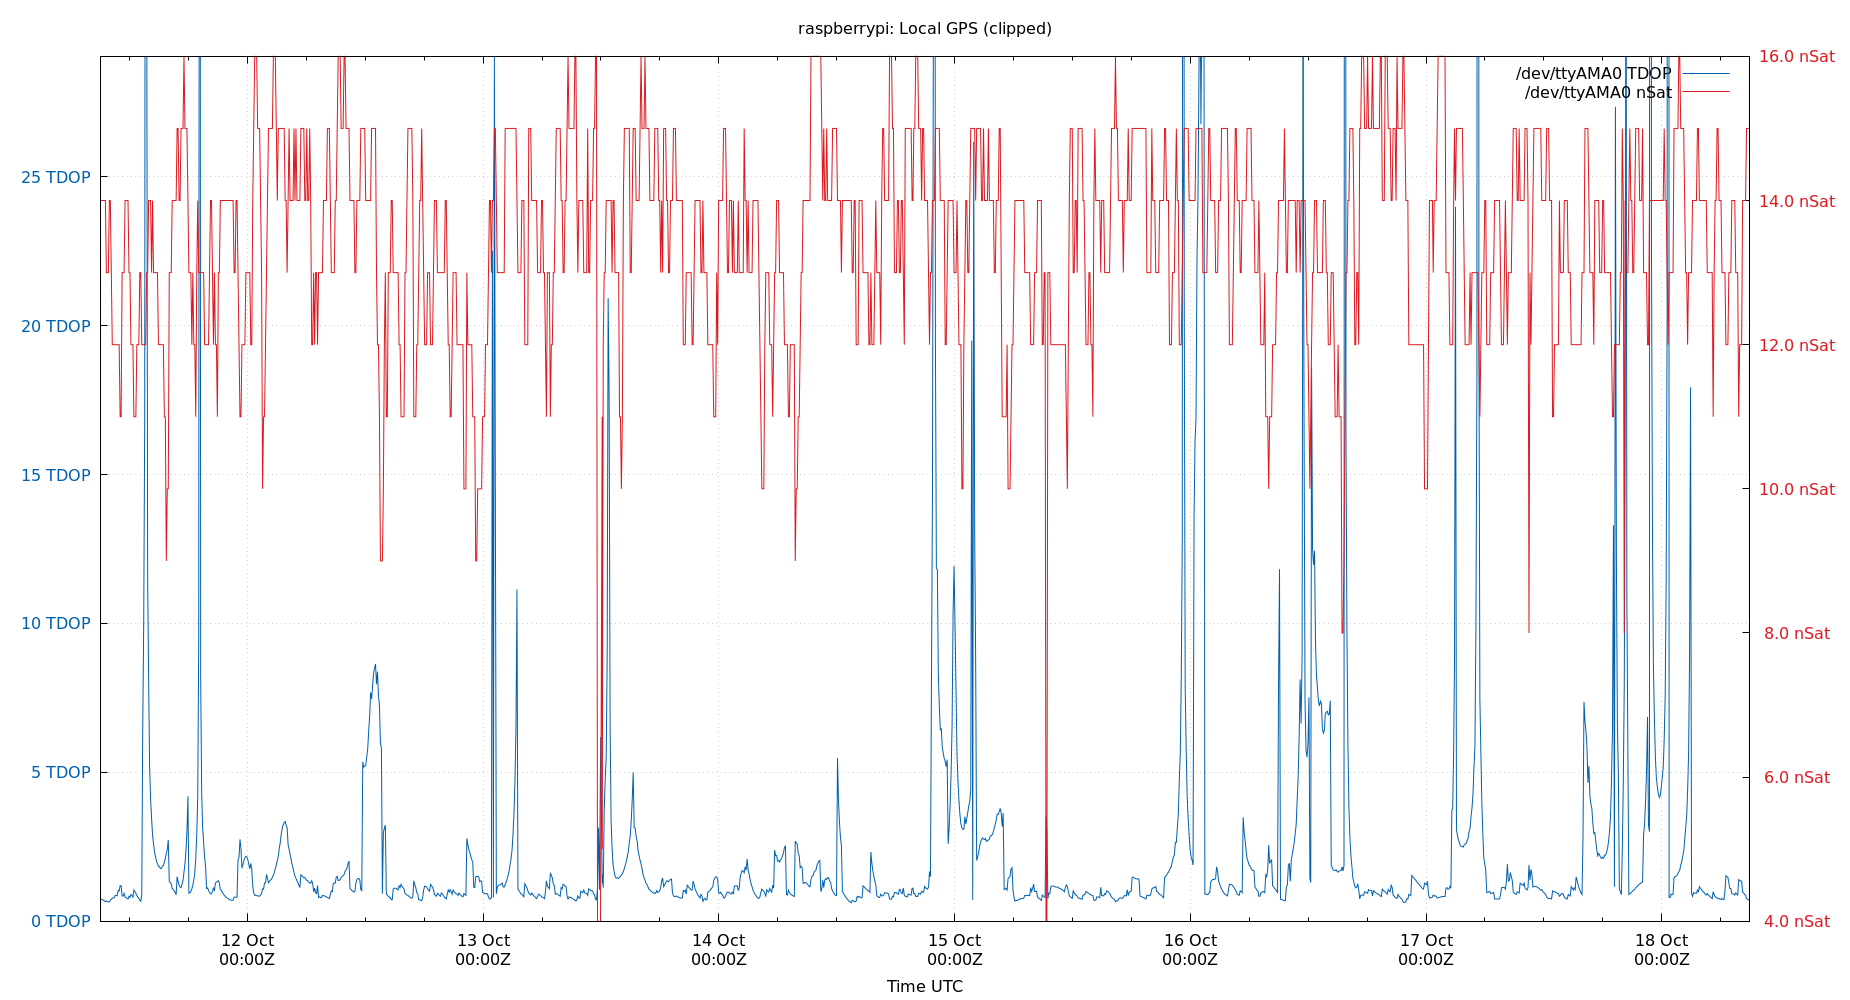 raspberrypi: Local GPS (clipped)
/dev/ttyAMA0 TDOP
/dev/ttyAMA0 nSat
25 TDOP
20 TDOP
15 TDOP
10 TDOP
5 TDOP
0 TDOP
16.0 nSat
14.0 nSat
12.0 nSat
10.0 nSat
8.0 nSat
6.0 nSat
4.0 nSat
12 Oct
00:00Z
13 Oct
00:00Z
14 Oct
00:00Z
15 Oct
00:00Z
16 Oct
00:00Z
17 Oct
00:00Z
18 Oct
00:00Z
Time UTC